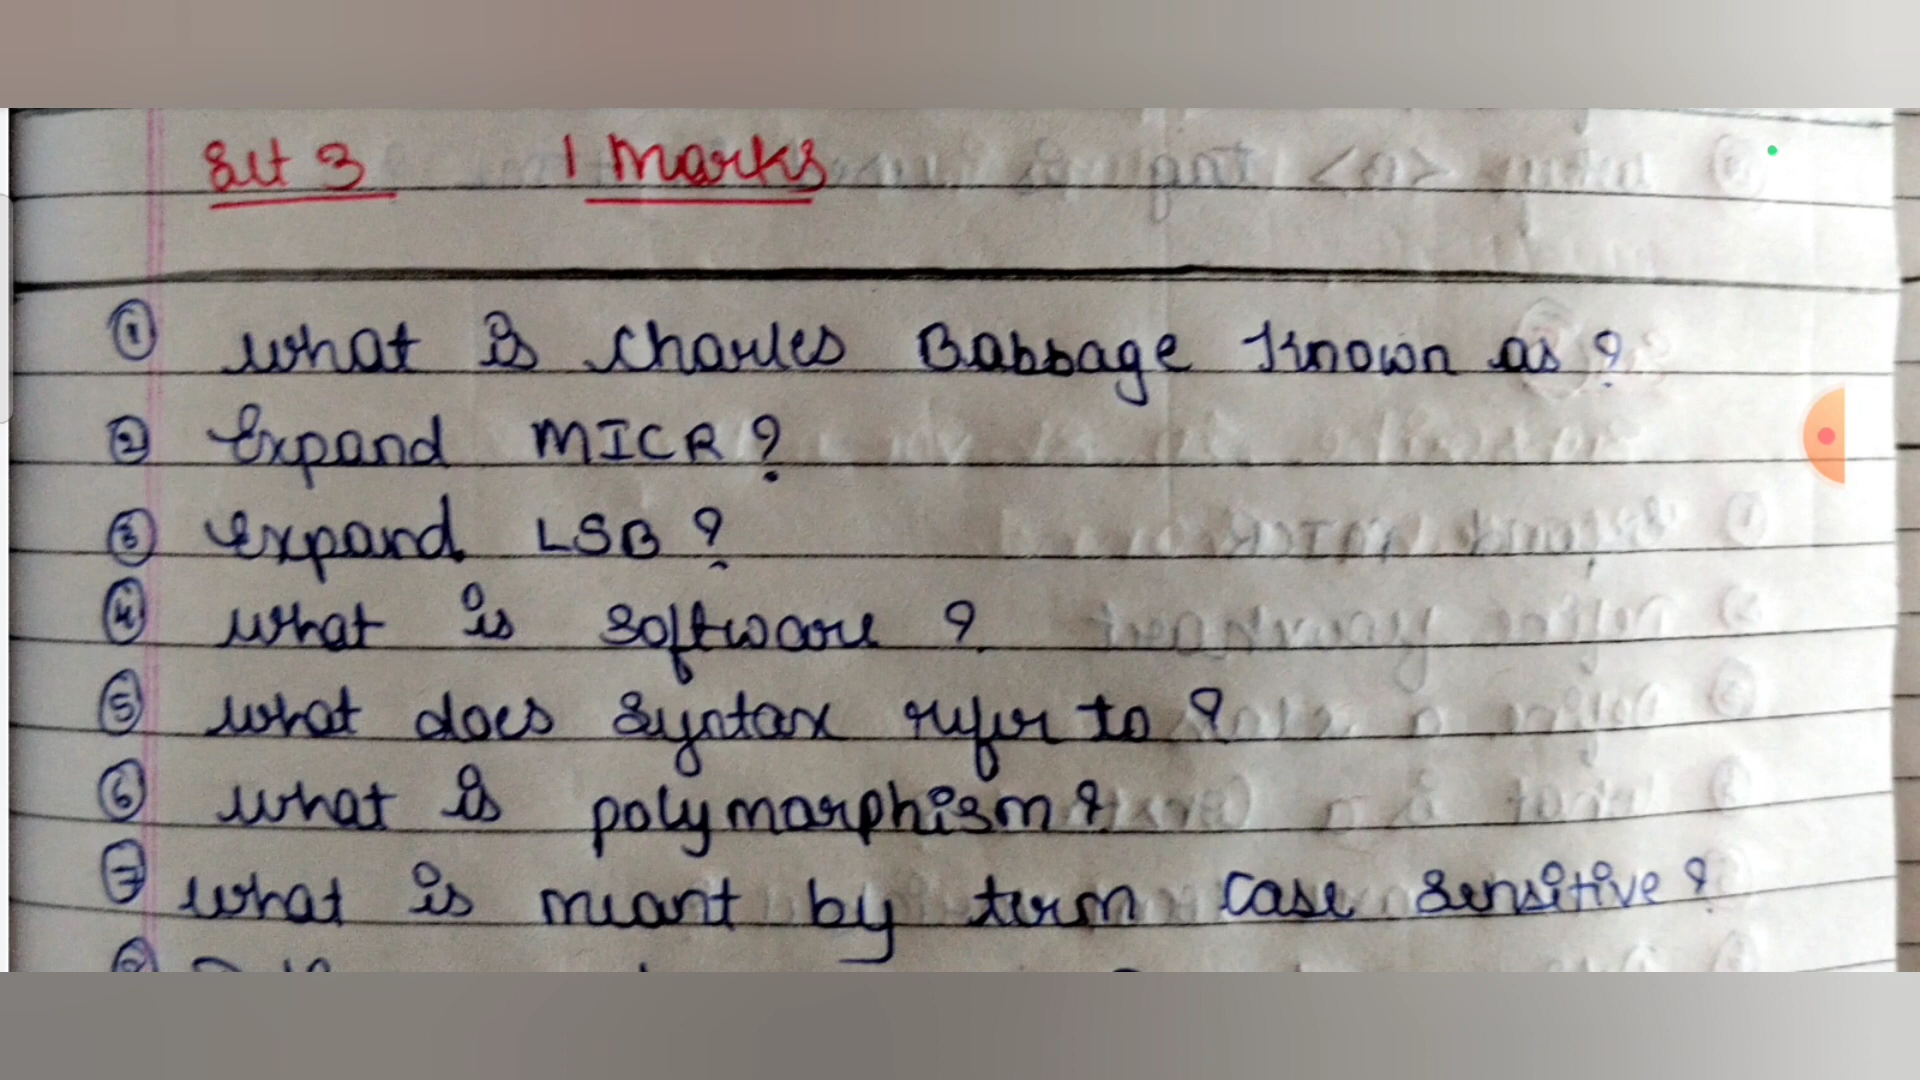 Set 3 1 Marks
① what is charles Babbage Known as ?
② Expand MICR ?
③ Expand LSB ?
④ what is software ?
⑤ what does syntax refer to ?
⑥ what is polymorphism ?
⑦ what is meant by term case sensitive ?